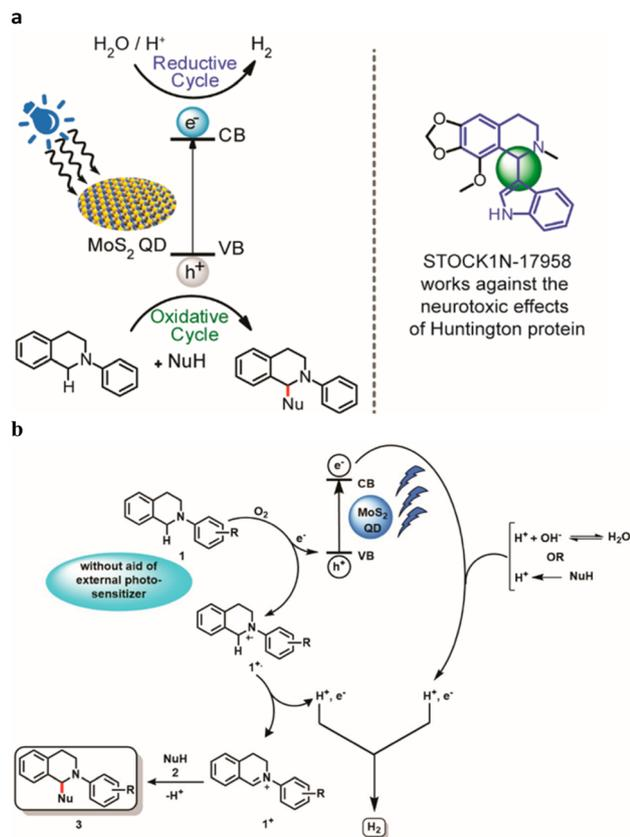 a
H2O / H+
H2
Reductive
Cycle
e-
CB
MoS2 QD
VB
h+
Oxidative
Cycle
N
H
+ NuH
N
Nu
O
O
O
N
HN
STOCK1N-17958
works against the
neurotoxic effects
of Huntington protein
b
e-
CB
MoS2
QD
VB
h+
O2
e-
N
R
H
1
without aid of
external photo-
sensitizer
H+ + OH- ⇌ H2O
OR
H+ ← NuH
N
+·
R
H
1+·
H+, e-
H+, e-
N
R
Nu
3
NuH
2
-H+
N
+
R
1+
H2